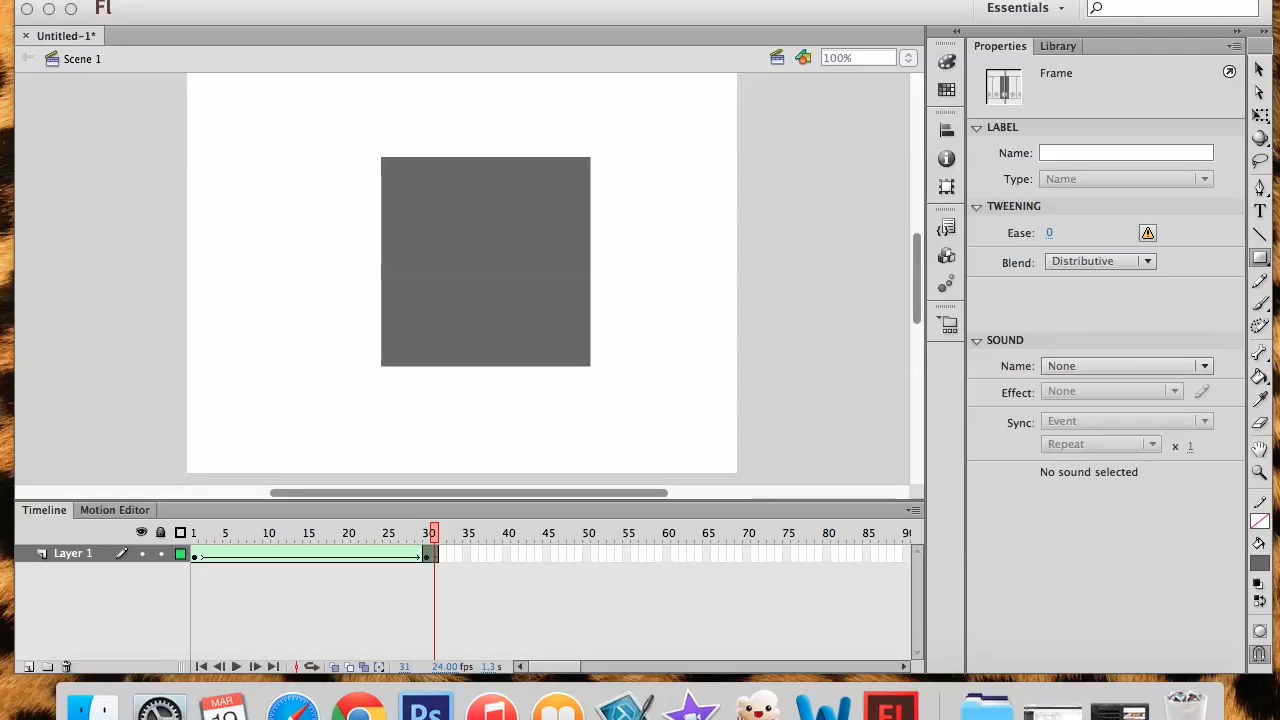 Fl
Essentials
Untitled-1*
Scene 1
100%
Properties Library
Frame
LABEL
Name:
Type: Name
TWEENING
Ease: 0
Blend: Distributive
SOUND
Name: None
Effect: None
Sync: Event
Repeat x 1
No sound selected
T
Timeline Motion Editor
1 5 10 15 20 25 30 35 40 45 50 55 60 65 70 75 80 85 90
Layer 1
31 24.00 fps 1.3 s
MAR
Ps
W
Fl